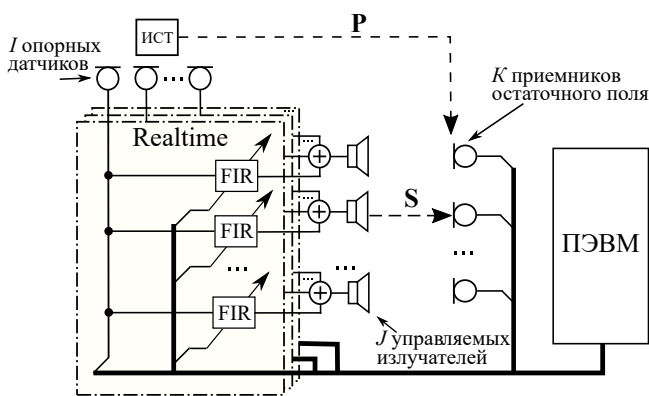 ИСТ
P
I опорных
датчиков
...
K приемников
остаточного поля
...
Realtime
...
FIR
...
S
FIR
ПЭВМ
...
...
...
...
FIR
J управляемых
излучателей